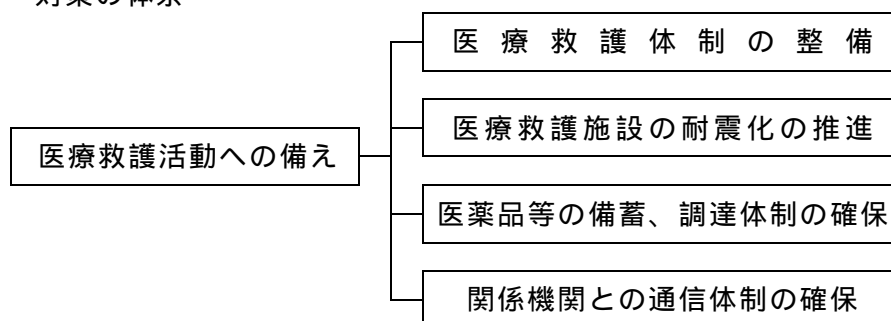 対策の体系
医療救護体制の整備
医療救護施設の耐震化の推進
医療救護活動への備え
医薬品等の備蓄、調達体制の確保
関係機関との通信体制の確保